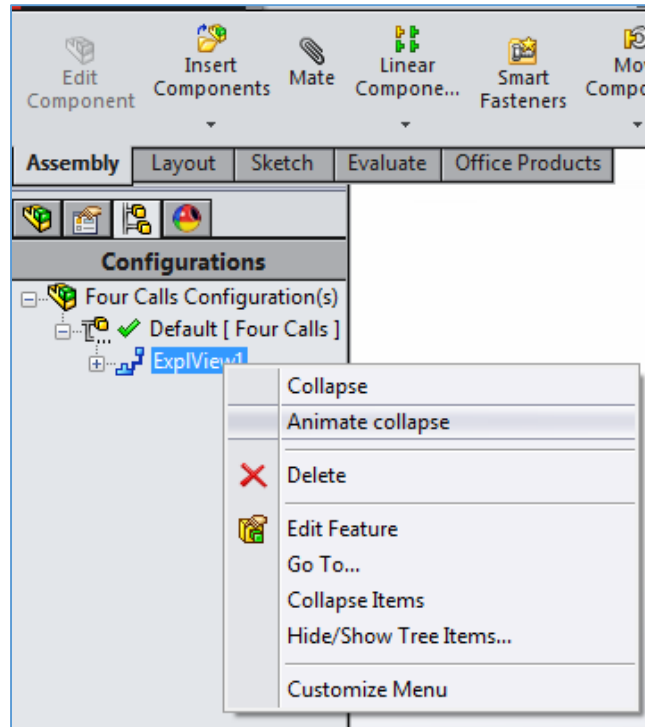 Edit
Component
Insert
Components
Mate
Linear
Compone...
Smart
Fasteners
Assembly
Layout
Sketch
Evaluate
Office Products
Configurations
Four Calls Configuration(s)
Default [ Four Calls ]
ExplView1
Collapse
Animate collapse
Delete
Edit Feature
Go To...
Collapse Items
Hide/Show Tree Items...
Customize Menu